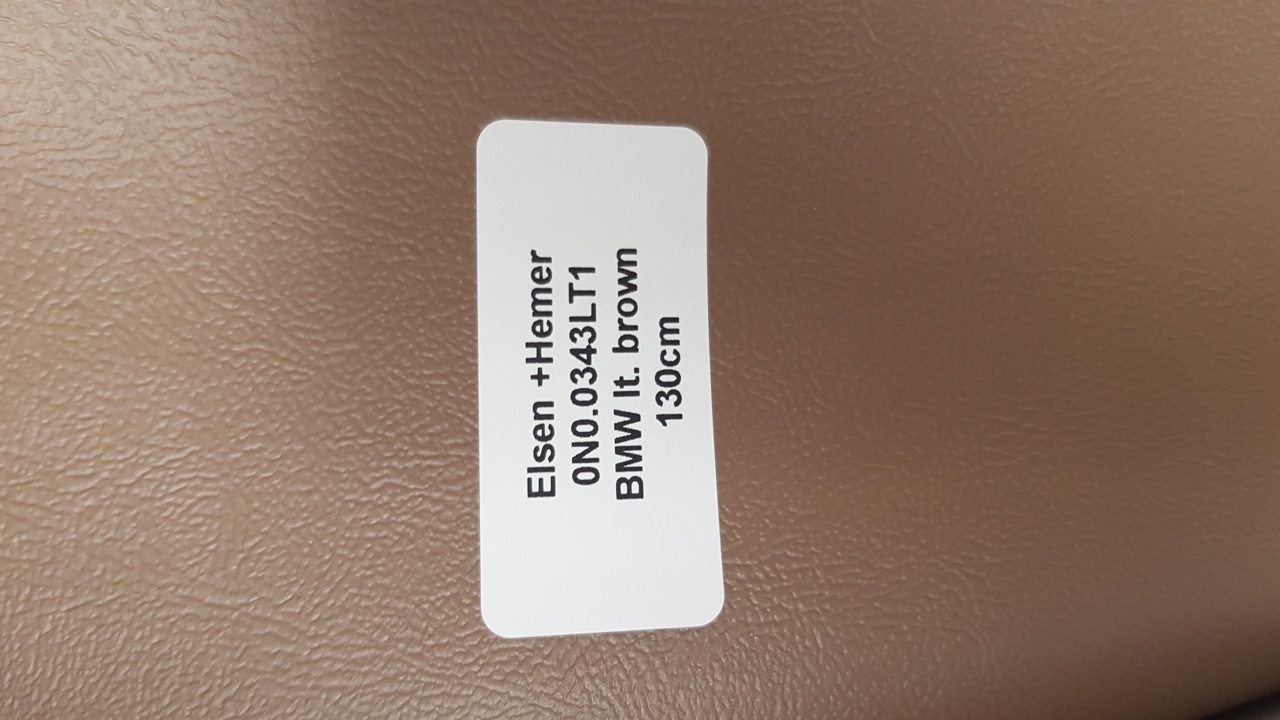 Elsen +Hemer
0N0.0343LT1
BMW lt. brown
130cm